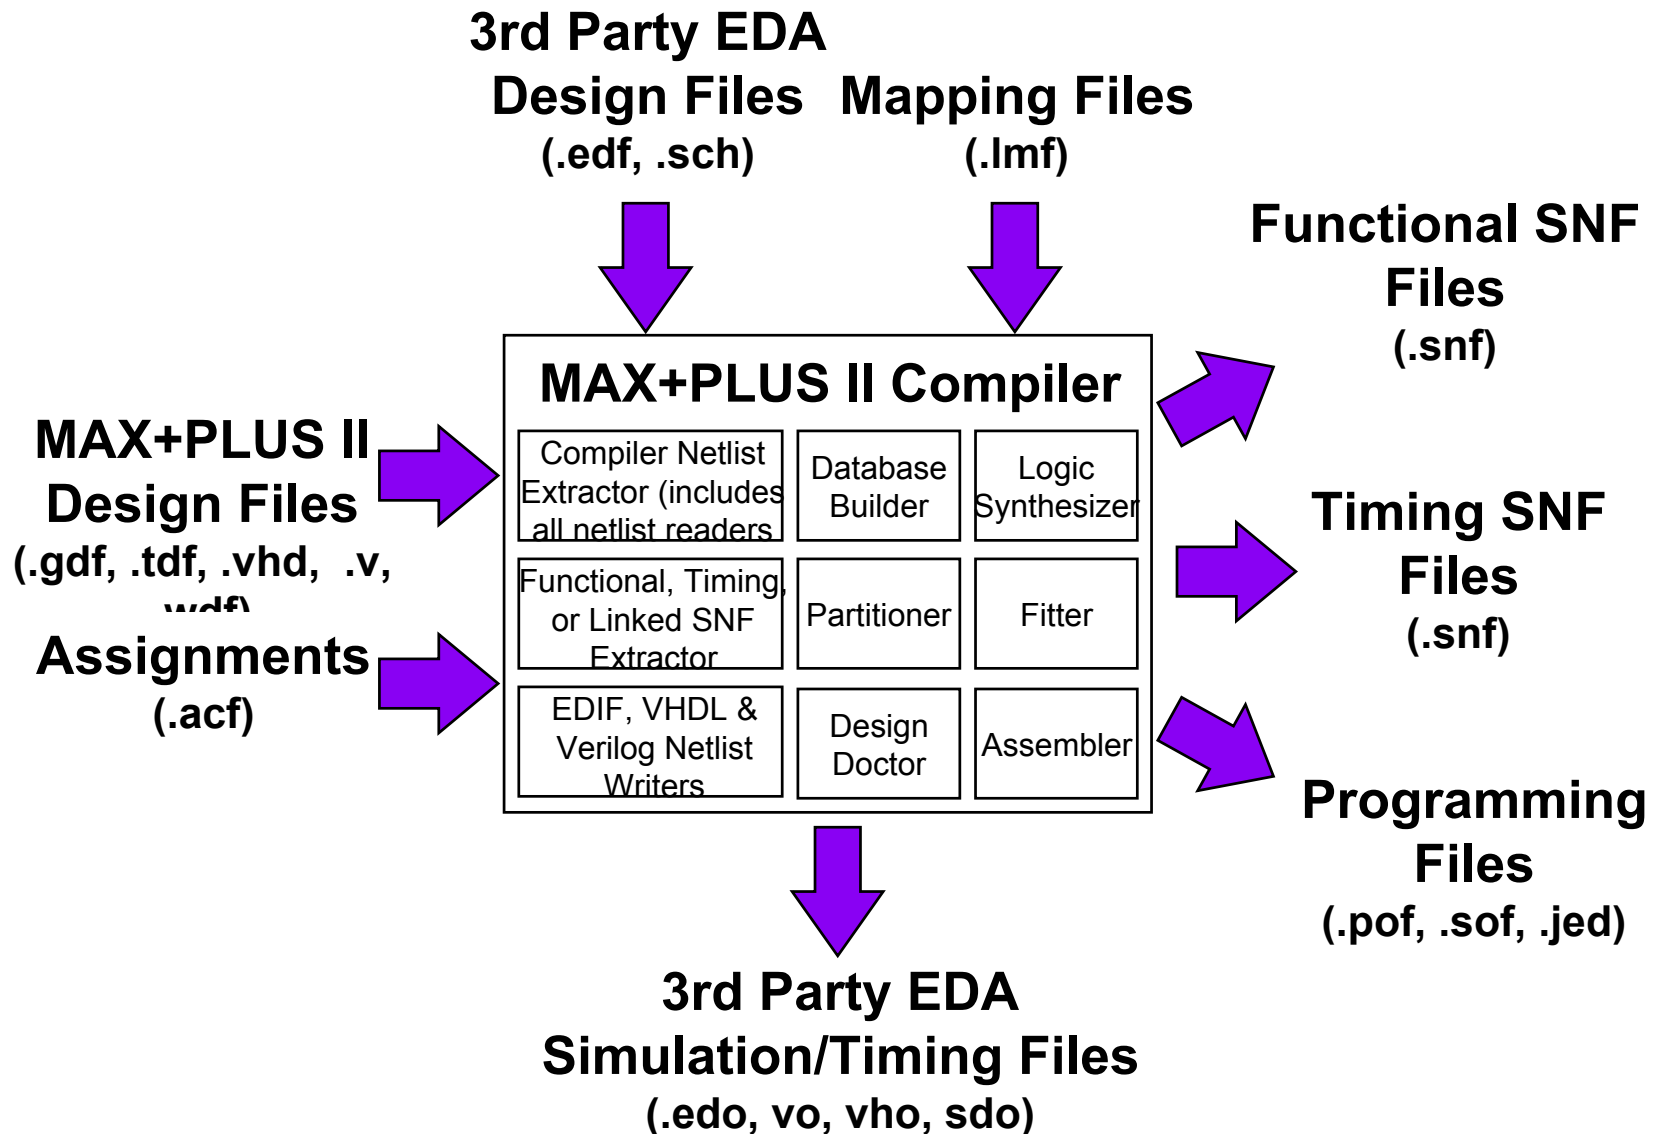 3rd Party EDA
Design Files
(.edf, .sch)
Mapping Files
(.lmf)
Functional SNF
Files
(.snf)
MAX+PLUS II Compiler
MAX+PLUS II
Design Files
(.gdf, .tdf, .vhd, .v,
wdf)
Assignments
(.acf)
Compiler Netlist
Extractor (includes
all netlist readers
Database
Builder
Logic
Synthesizer
Functional, Timing,
or Linked SNF
Extractor
Partitioner
Fitter
EDIF, VHDL &
Verilog Netlist
Writers
Design
Doctor
Assembler
Timing SNF
Files
(.snf)
Programming
Files
(.pof, .sof, .jed)
3rd Party EDA
Simulation/Timing Files
(.edo, vo, vho, sdo)